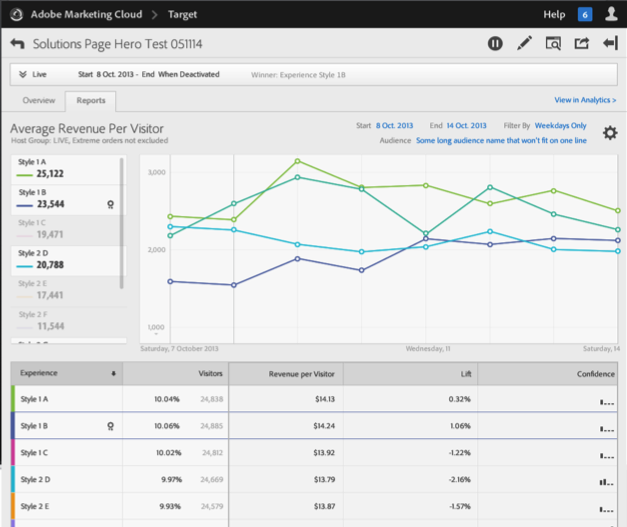 Adobe Marketing Cloud > Target Help 6
Solutions Page Hero Test 051114
Live Start 8 Oct. 2013 - End When Deactivated Winner: Experience Style 1B
Overview Reports View in Analytics >
Average Revenue Per Visitor Start 8 Oct. 2013 End 14 Oct. 2013 Filter By Weekdays Only
Host Group: LIVE, Extreme orders not excluded Audience Some long audience name that won't fit on one line
Style 1 A
25,122
Style 1 B
23,544
Style 1 C
19,471
Style 2 D
20,788
Style 2 E
17,441
Style 2 F
11,544
3,000
2,000
1,000
Saturday, 7 October 2013 Wednesday, 11 Saturday, 14
Experience Visitors Revenue per Visitor Lift Confidence
Style 1 A 10.04% 24,838 $14.13 0.32%
Style 1 B 10.06% 24,885 $14.24 1.06%
Style 1 C 10.02% 24,812 $13.92 -1.22%
Style 2 D 9.97% 24,669 $13.79 -2.16%
Style 2 E 9.93% 24,579 $13.87 -1.57%